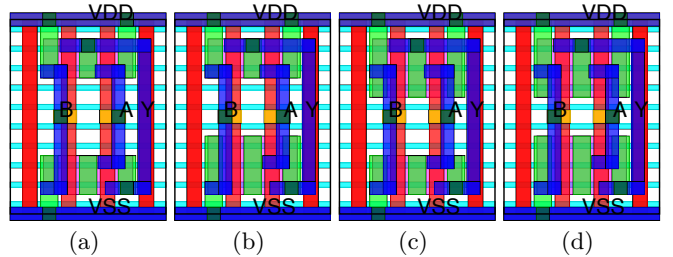 VDD VDD VDD VDD
B A Y B A Y B A Y B A Y
VSS VSS VSS VSS
(a) (b) (c) (d)